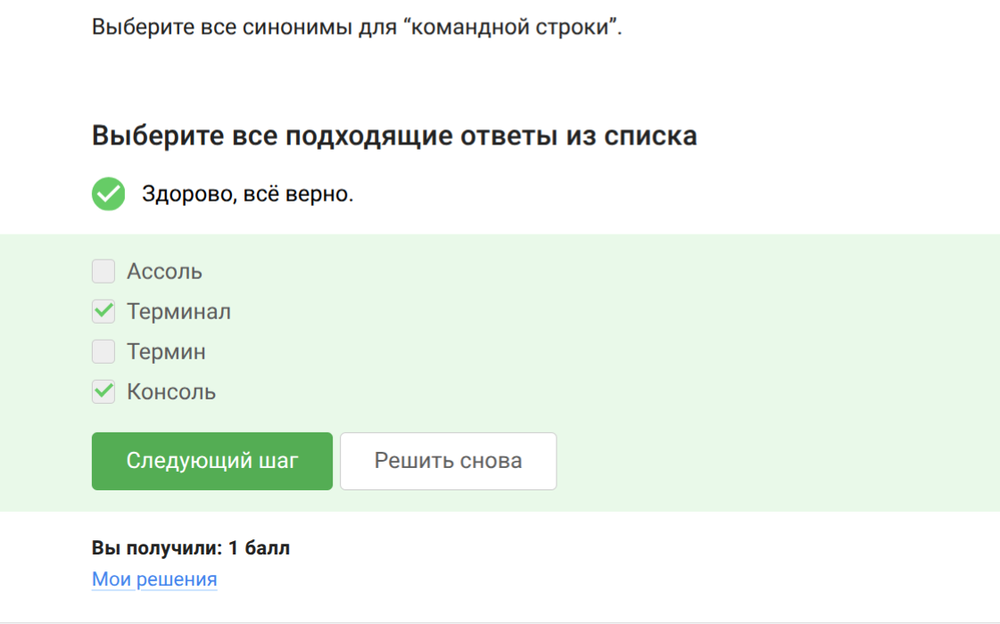 Выберите все синонимы для “командной строки”.
Выберите все подходящие ответы из списка
Здорово, всё верно.
Ассоль
Терминал
Термин
Консоль
Следующий шаг
Решить снова
Вы получили: 1 балл
Мои решения